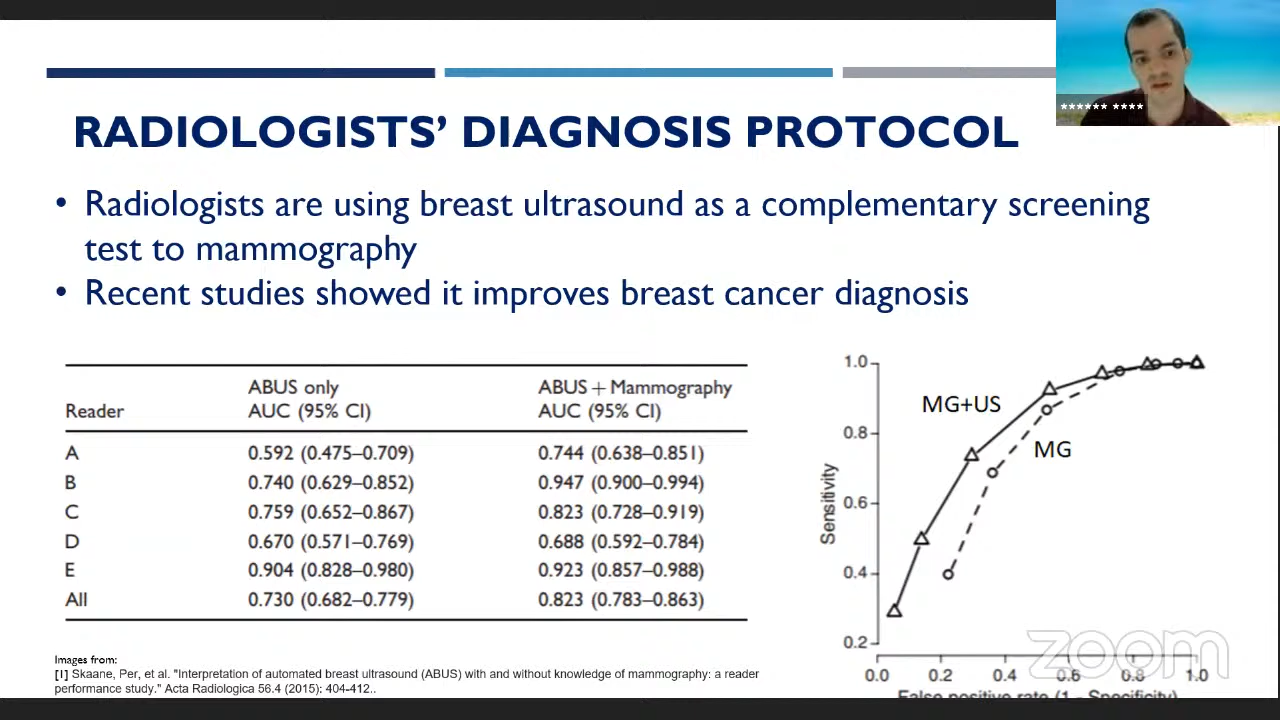 ****** ****
RADIOLOGISTS’ DIAGNOSIS PROTOCOL
• Radiologists are using breast ultrasound as a complementary screening
test to mammography
• Recent studies showed it improves breast cancer diagnosis
Reader ABUS only AUC (95% CI) ABUS + Mammography AUC (95% CI)
A 0.592 (0.475–0.709) 0.744 (0.638–0.851)
B 0.740 (0.629–0.852) 0.947 (0.900–0.994)
C 0.759 (0.652–0.867) 0.823 (0.728–0.919)
D 0.670 (0.571–0.769) 0.688 (0.592–0.784)
E 0.904 (0.828–0.980) 0.923 (0.857–0.988)
All 0.730 (0.682–0.779) 0.823 (0.783–0.863)
1.0
0.8
0.6
0.4
0.2
Sensitivity
MG+US
MG
0.0 0.2 0.4 0.6 0.8 1.0
False positive rate (1 - Specificity)
zoom
Images from:
[1] Skaane, Per, et al. "Interpretation of automated breast ultrasound (ABUS) with and without knowledge of mammography: a reader
performance study." Acta Radiologica 56.4 (2015): 404-412..